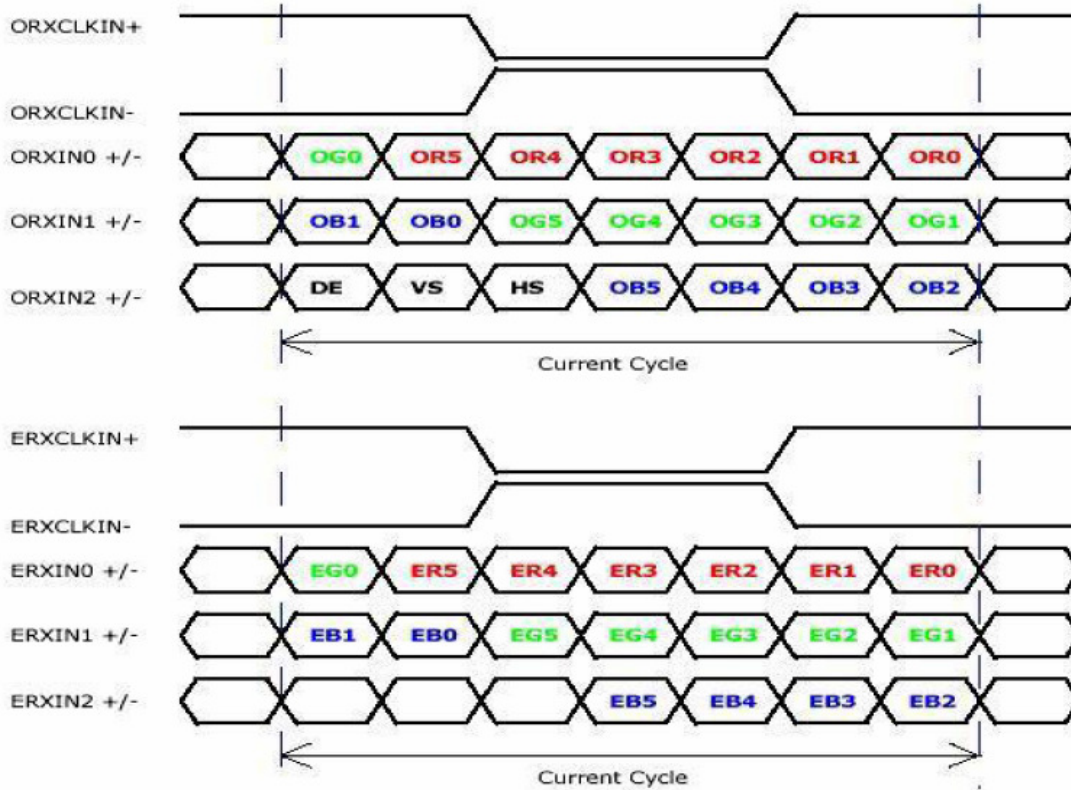 ORXCLKIN+
ORXCLKIN-
ORXIN0 +/- OG0 OR5 OR4 OR3 OR2 OR1 OR0
ORXIN1 +/- OB1 OB0 OG5 OG4 OG3 OG2 OG1
ORXIN2 +/- DE VS HS OB5 OB4 OB3 OB2
Current Cycle
ERXCLKIN+
ERXCLKIN-
ERXIN0 +/- EG0 ER5 ER4 ER3 ER2 ER1 ER0
ERXIN1 +/- EB1 EB0 EG5 EG4 EG3 EG2 EG1
ERXIN2 +/- EB5 EB4 EB3 EB2
Current Cycle